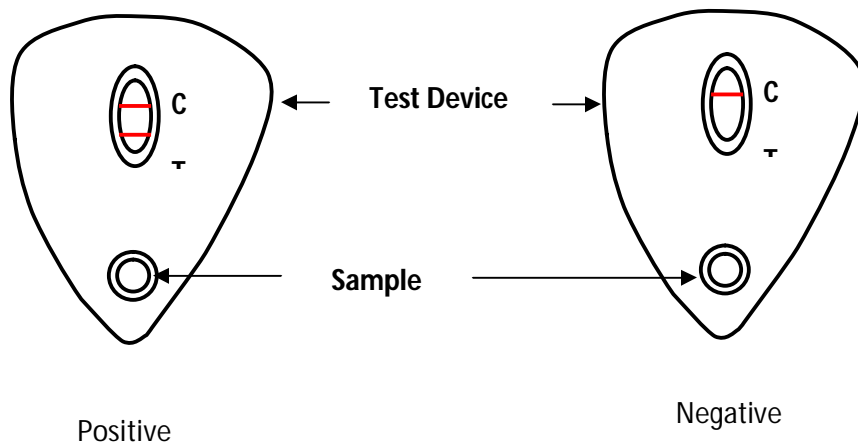 C
C
Test Device
T
T
Sample
Positive
Negative